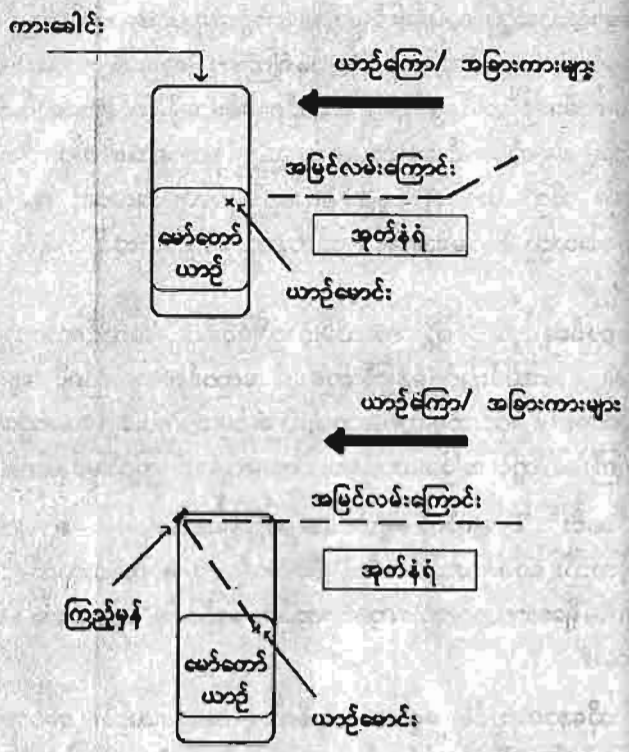 ကားခေါင်း
ယာဉ်ကြော/ အခြားကားများ
အမြင်လမ်းကြောင်း
မော်တော်
ယာဉ်
အုတ်နံရံ
ယာဉ်မောင်း
ယာဉ်ကြော/ အခြားကားများ
အမြင်လမ်းကြောင်း
အုတ်နံရံ
ကြည့်မှန်
မော်တော်
ယာဉ်
ယာဉ်မောင်း